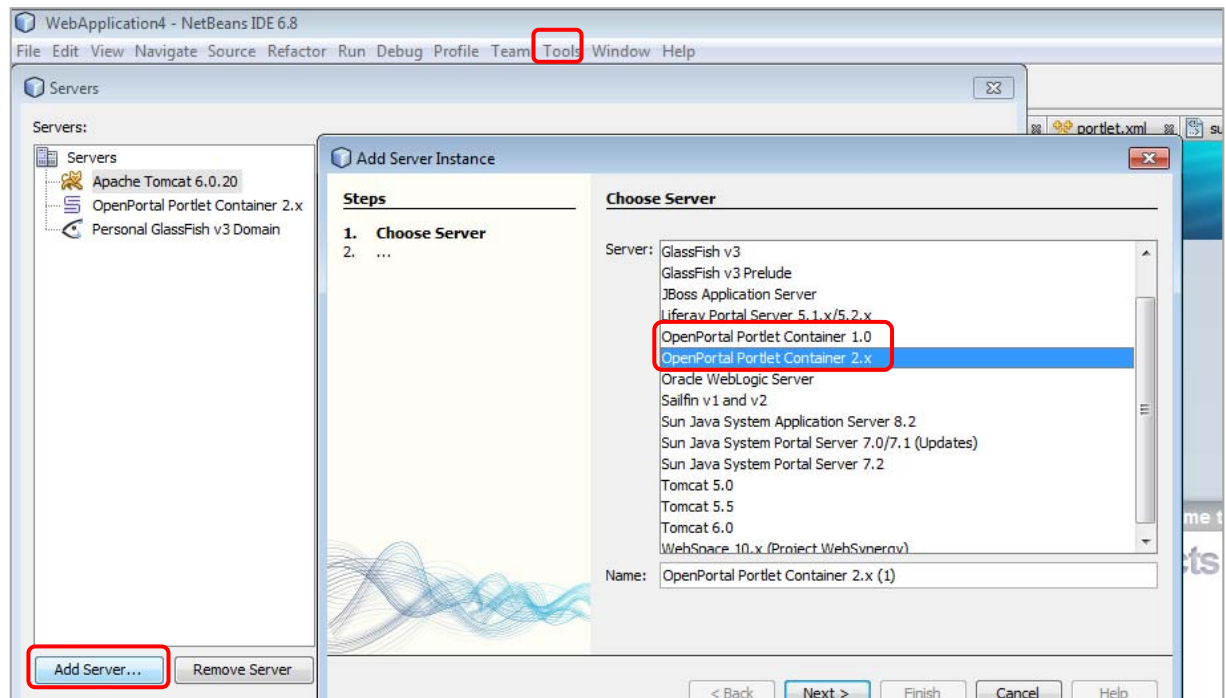 WebApplication4 - NetBeans IDE 6.8
File Edit View Navigate Source Refactor Run Debug Profile Team Tools Window Help
Servers
portlet.xml
su
Servers:
Servers
Apache Tomcat 6.0.20
OpenPortal Portlet Container 2.x
Personal GlassFish v3 Domain
Add Server...
Remove Server
Add Server Instance
Steps
1. Choose Server
2. ...
Choose Server
Server:
GlassFish v3
GlassFish v3 Prelude
JBoss Application Server
Liferay Portal Server 5.1.x/5.2.x
OpenPortal Portlet Container 1.0
OpenPortal Portlet Container 2.x
Oracle WebLogic Server
Sailfin v1 and v2
Sun Java System Application Server 8.2
Sun Java System Portal Server 7.0/7.1 (Updates)
Sun Java System Portal Server 7.2
Tomcat 5.0
Tomcat 5.5
Tomcat 6.0
WebSpace 10.x (Project WebSynergy)
Name: OpenPortal Portlet Container 2.x (1)
< Back Next > Finish Cancel Help
me t
cts